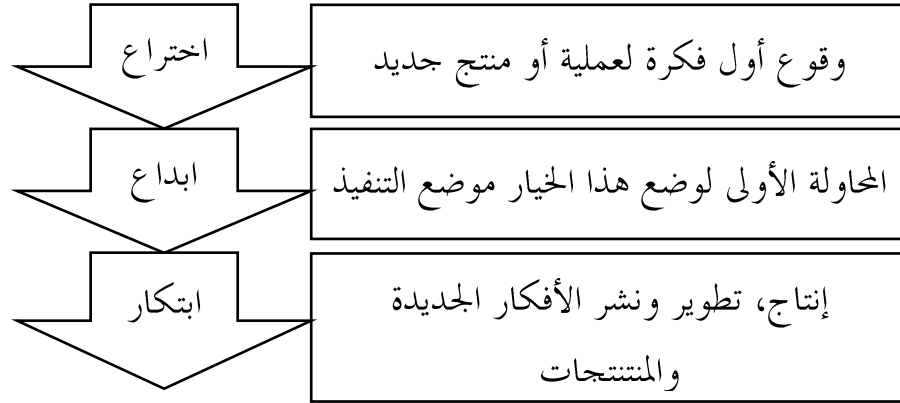 اختراع
وقوع أول فكرة لعملية أو منتج جديد
ابداع
المحاولة الأولى لوضع هذا الخيار موضع التنفيذ
ابتكار
إنتاج، تطوير ونشر الأفكار الجديدة
والمنتنتجات